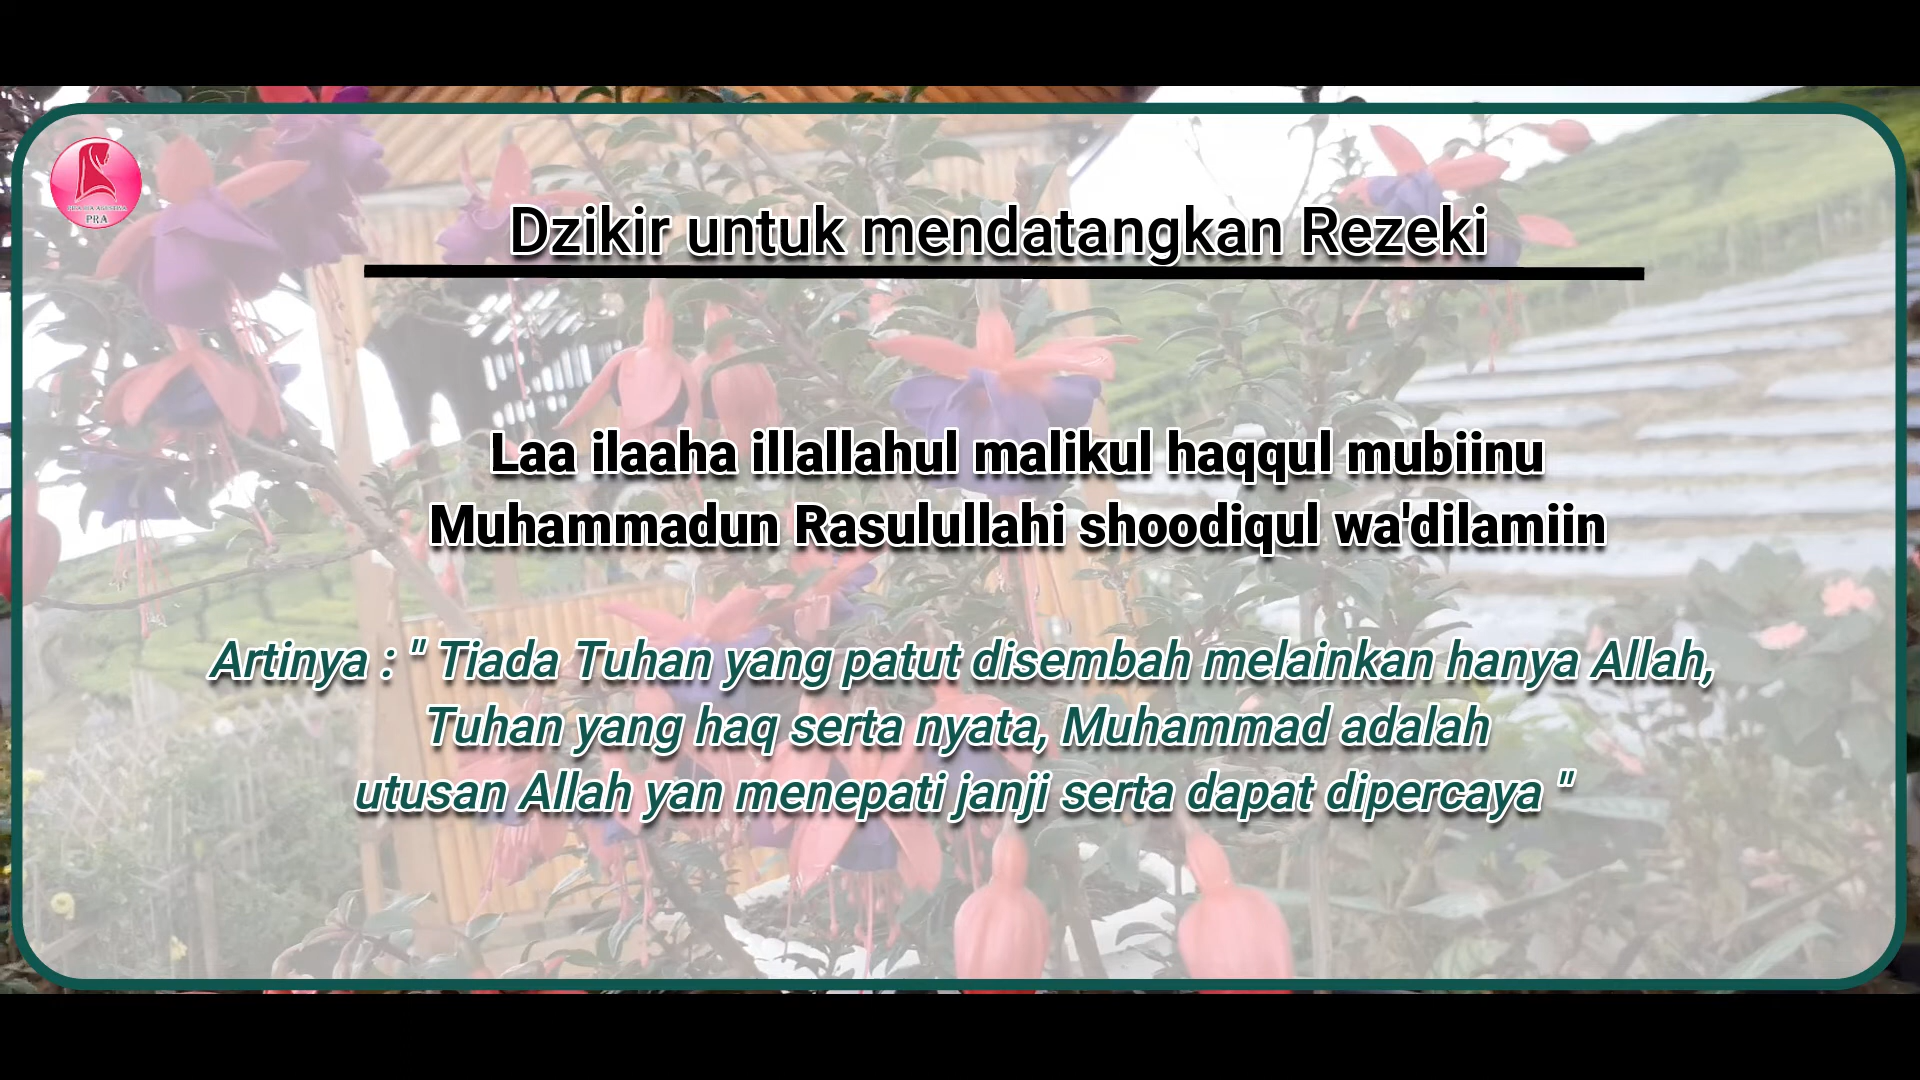 PRA
Dzikir untuk mendatangkan Rezeki
Laa ilaaha illallahul malikul haqqul mubiinu
Muhammadun Rasulullahi shoodiqul wa'dilamiin
Artinya : " Tiada Tuhan yang patut disembah melainkan hanya Allah,
Tuhan yang haq serta nyata, Muhammad adalah
utusan Allah yan menepati janji serta dapat dipercaya "